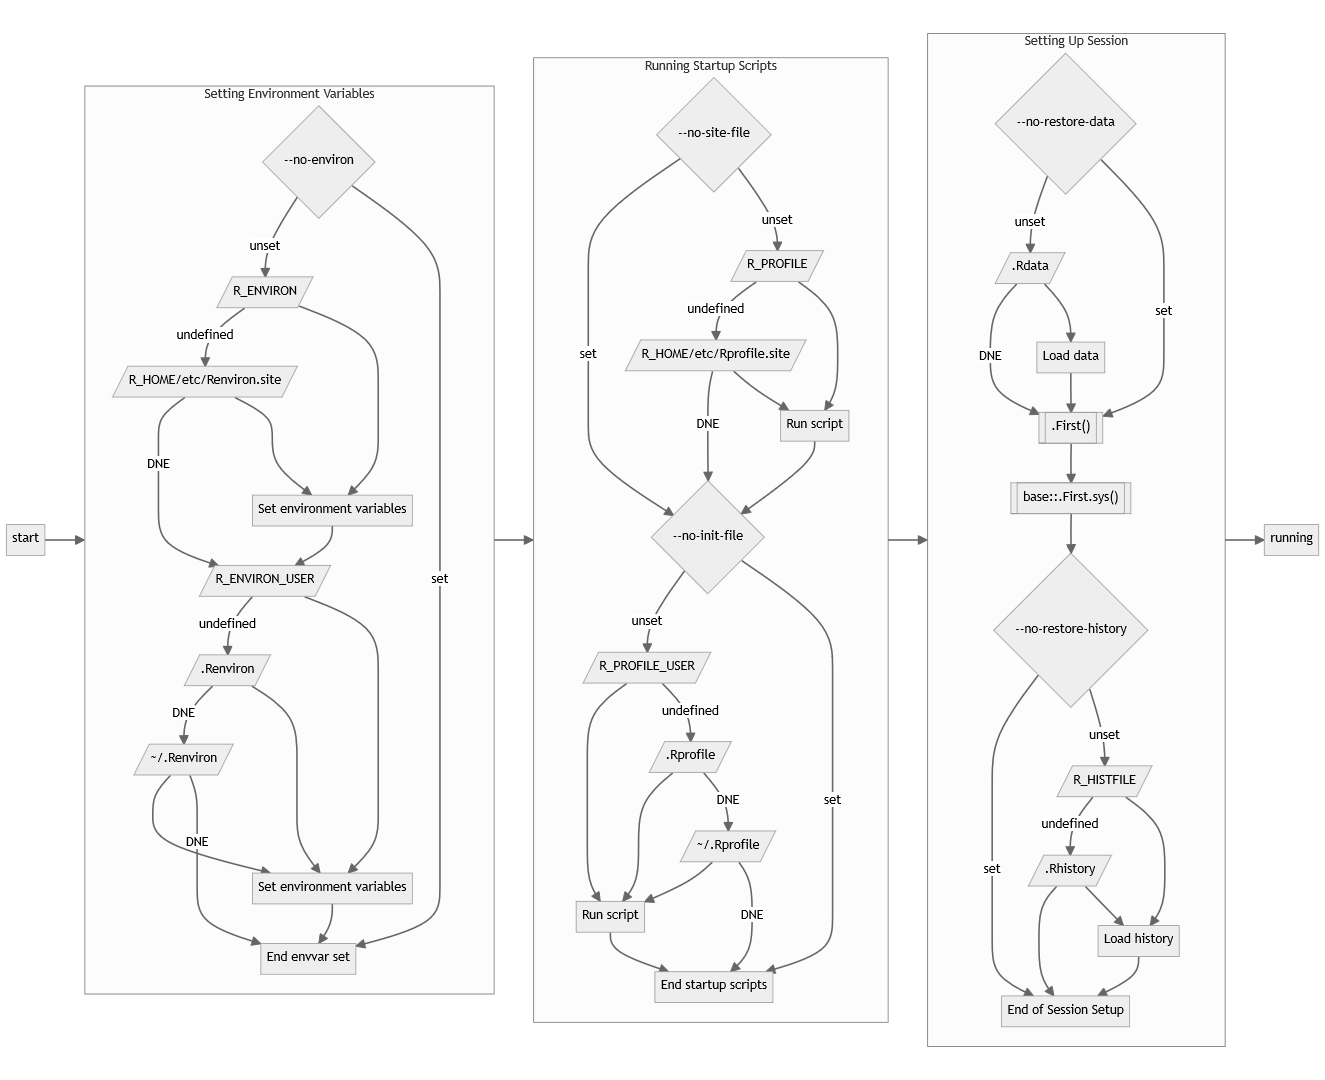 start
Setting Environment Variables
--no-environ
unset
R_ENVIRON
undefined
R_HOME/etc/Renviron.site
DNE
Set environment variables
set
R_ENVIRON_USER
undefined
.Renviron
DNE
~/.Renviron
DNE
Set environment variables
End envvar set
Running Startup Scripts
--no-site-file
unset
R_PROFILE
undefined
set
R_HOME/etc/Rprofile.site
DNE
Run script
--no-init-file
unset
R_PROFILE_USER
undefined
.Rprofile
DNE
set
~/.Rprofile
Run script
DNE
End startup scripts
Setting Up Session
--no-restore-data
unset
.Rdata
set
DNE
Load data
.First()
base::.First.sys()
--no-restore-history
unset
R_HISTFILE
undefined
set
.Rhistory
Load history
End of Session Setup
running